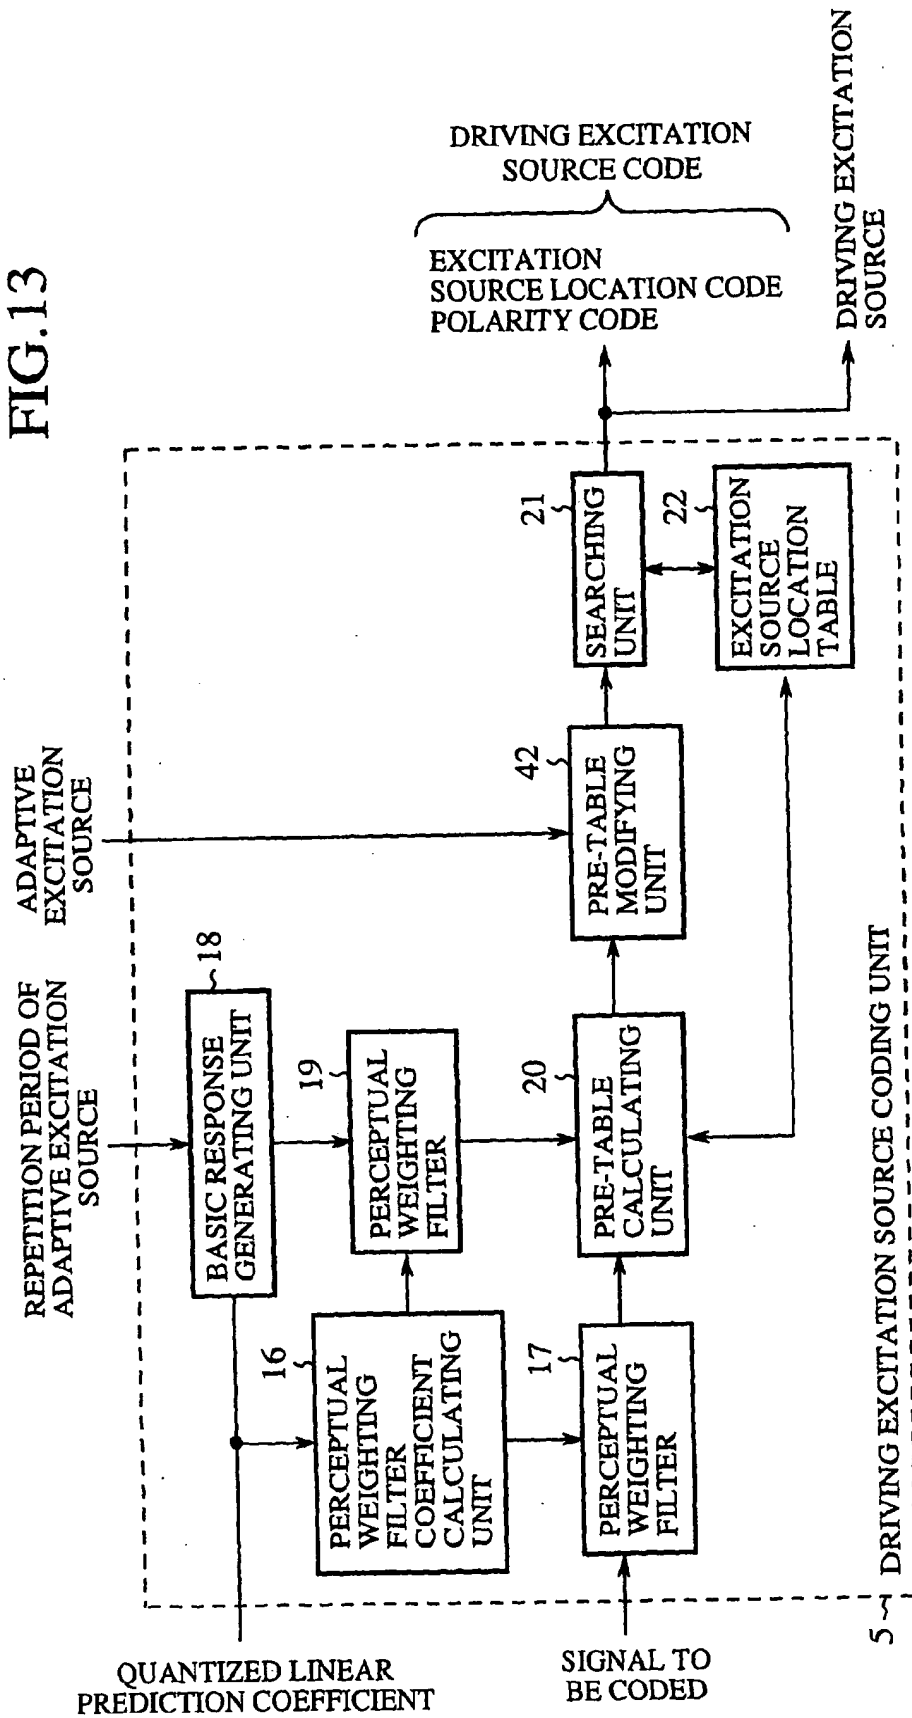 FIG.13
REPETITION PERIOD OF
ADAPTIVE EXCITATION
SOURCE
ADAPTIVE
EXCITATION
SOURCE
QUANTIZED LINEAR
PREDICTION COEFFICIENT
18
BASIC RESPONSE
GENERATING UNIT
16
PERCEPTUAL
WEIGHTING
FILTER
COEFFICIENT
CALCULATING
UNIT
19
PERCEPTUAL
WEIGHTING
FILTER
SIGNAL TO
BE CODED
17
PERCEPTUAL
WEIGHTING
FILTER
20
PRE-TABLE
CALCULATING
UNIT
42
PRE-TABLE
MODIFYING
UNIT
21
SEARCHING
UNIT
22
EXCITATION
SOURCE
LOCATION
TABLE
DRIVING EXCITATION
SOURCE CODE
EXCITATION
SOURCE LOCATION CODE
POLARITY CODE
DRIVING EXCITATION
SOURCE
5
DRIVING EXCITATION SOURCE CODING UNIT